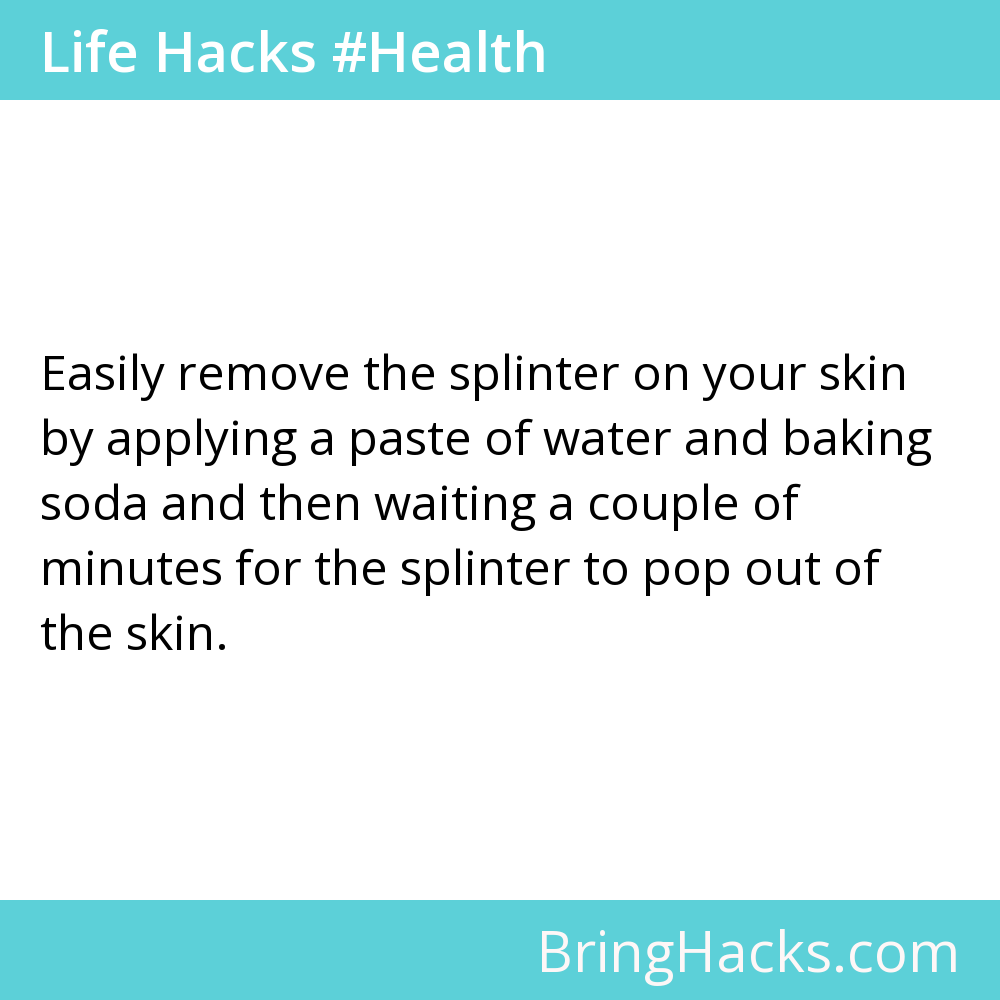 Life Hacks #Health
Easily remove the splinter on your skin
by applying a paste of water and baking
soda and then waiting a couple of
minutes for the splinter to pop out of
the skin.
BringHacks.com